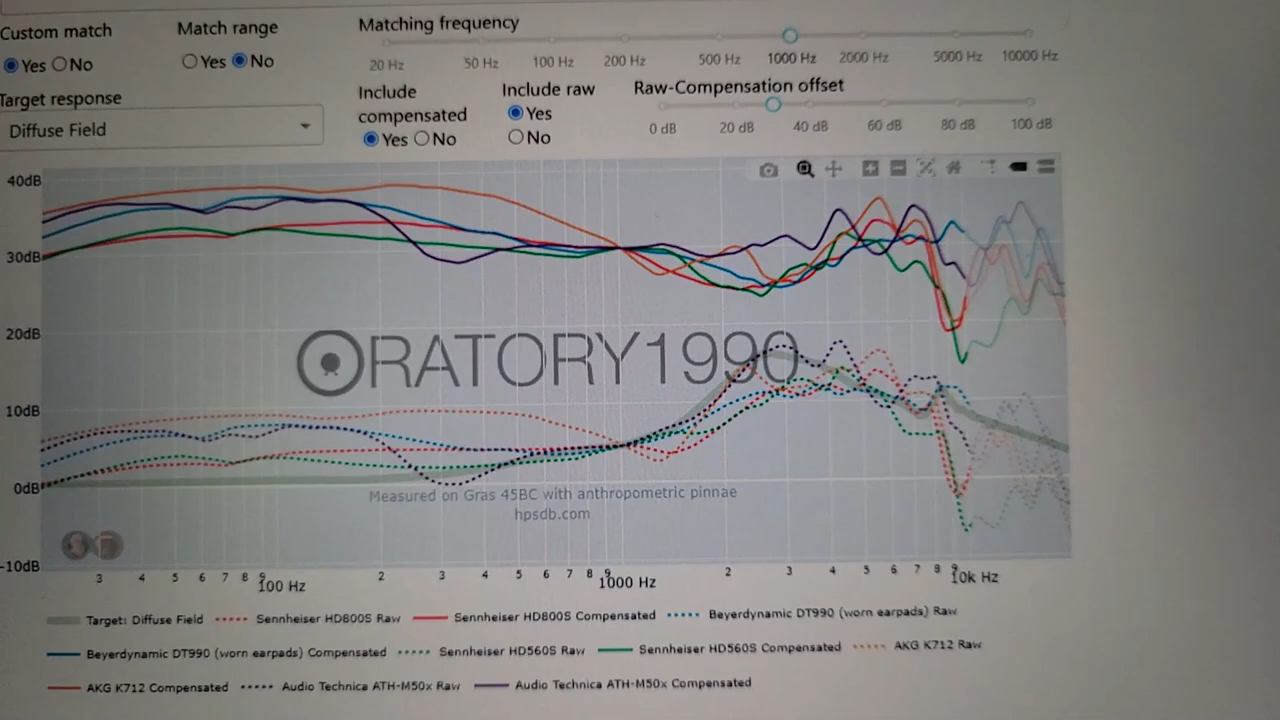 Custom match
Match range
Matching frequency
Yes No
Yes No
20 Hz 50 Hz 100 Hz 200 Hz 500 Hz 1000 Hz 2000 Hz 5000 Hz 10000 Hz
Target response
Include compensated
Include raw
Raw-Compensation offset
Diffuse Field
Yes No
Yes
No
0 dB 20 dB 40 dB 60 dB 80 dB 100 dB
40dB
30dB
20dB
10dB
0dB
-10dB
ORATORY1990
Measured on Gras 45BC with anthropometric pinnae
hpsdb.com
3 4 5 6 7 8 9 100 Hz 2 3 4 5 6 7 8 9 1000 Hz 2 3 4 5 6 7 8 9 10k Hz
Target: Diffuse Field Sennheiser HD800S Raw Sennheiser HD800S Compensated Beyerdynamic DT990 (worn earpads) Raw
Beyerdynamic DT990 (worn earpads) Compensated Sennheiser HD560S Raw Sennheiser HD560S Compensated AKG K712 Raw
AKG K712 Compensated Audio Technica ATH-M50x Raw Audio Technica ATH-M50x Compensated